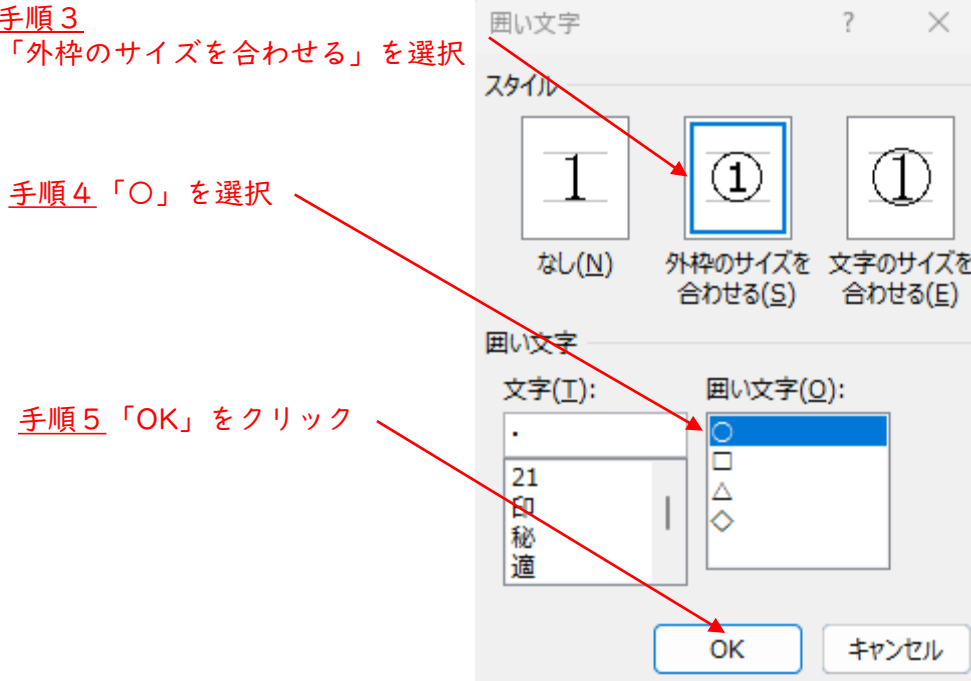 手順３
「外枠のサイズを合わせる」を選択
手順４「〇」を選択
手順５「OK」をクリック
囲い文字 ? ×
スタイル
1 ① ①
なし(N) 外枠のサイズを合わせる(S) 文字のサイズを合わせる(E)
囲い文字
文字(T): 囲い文字(O):
・
21
印
秘
適
○
□
△
◇
OK キャンセル